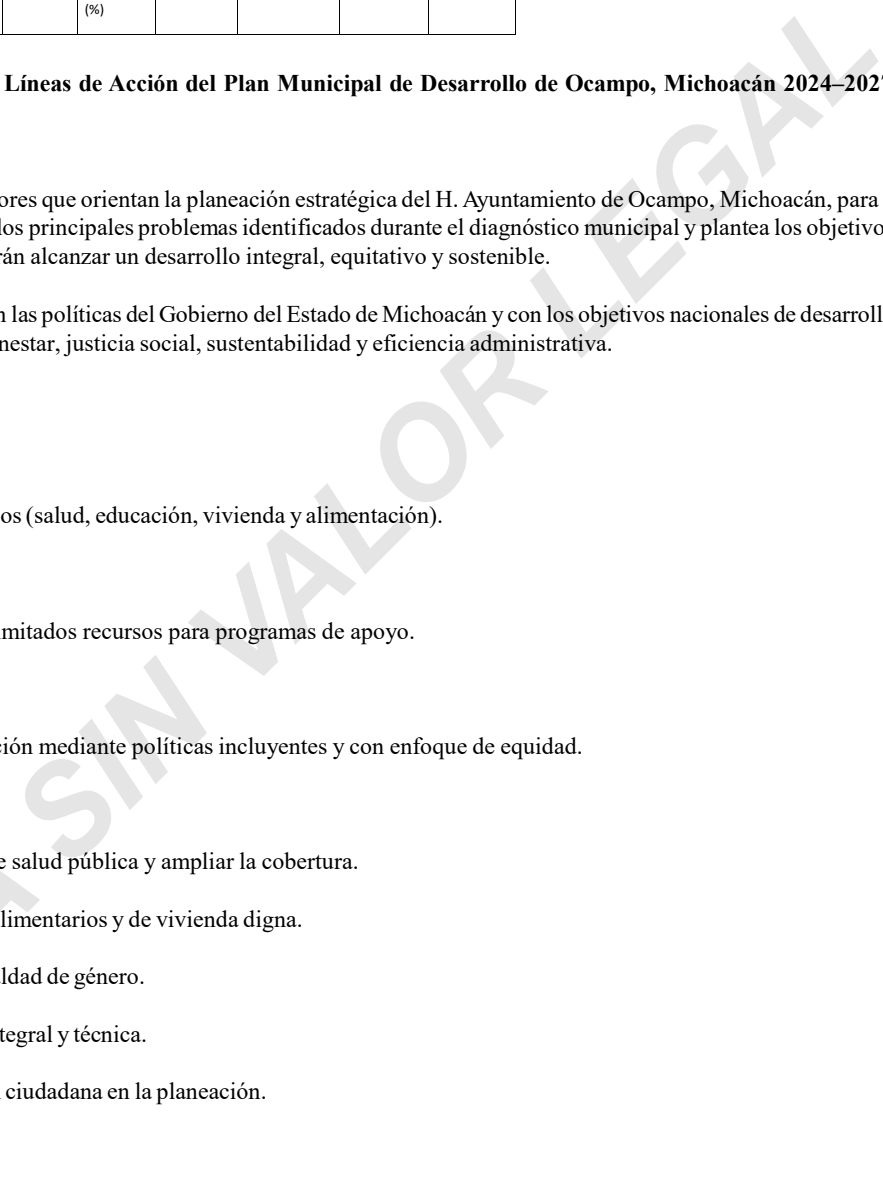 (%)
Líneas de Acción del Plan Municipal de Desarrollo de Ocampo, Michoacán 2024–202
ores que orientan la planeación estratégica del H. Ayuntamiento de Ocampo, Michoacán, para
los principales problemas identificados durante el diagnóstico municipal y plantea los objetivo
rán alcanzar un desarrollo integral, equitativo y sostenible.
n las políticas del Gobierno del Estado de Michoacán y con los objetivos nacionales de desarroll
nestar, justicia social, sustentabilidad y eficiencia administrativa.
os (salud, educación, vivienda y alimentación).
imitados recursos para programas de apoyo.
ción mediante políticas incluyentes y con enfoque de equidad.
e salud pública y ampliar la cobertura.
limentarios y de vivienda digna.
ldad de género.
tegral y técnica.
ciudadana en la planeación.
A SIN VALOR LEGAL